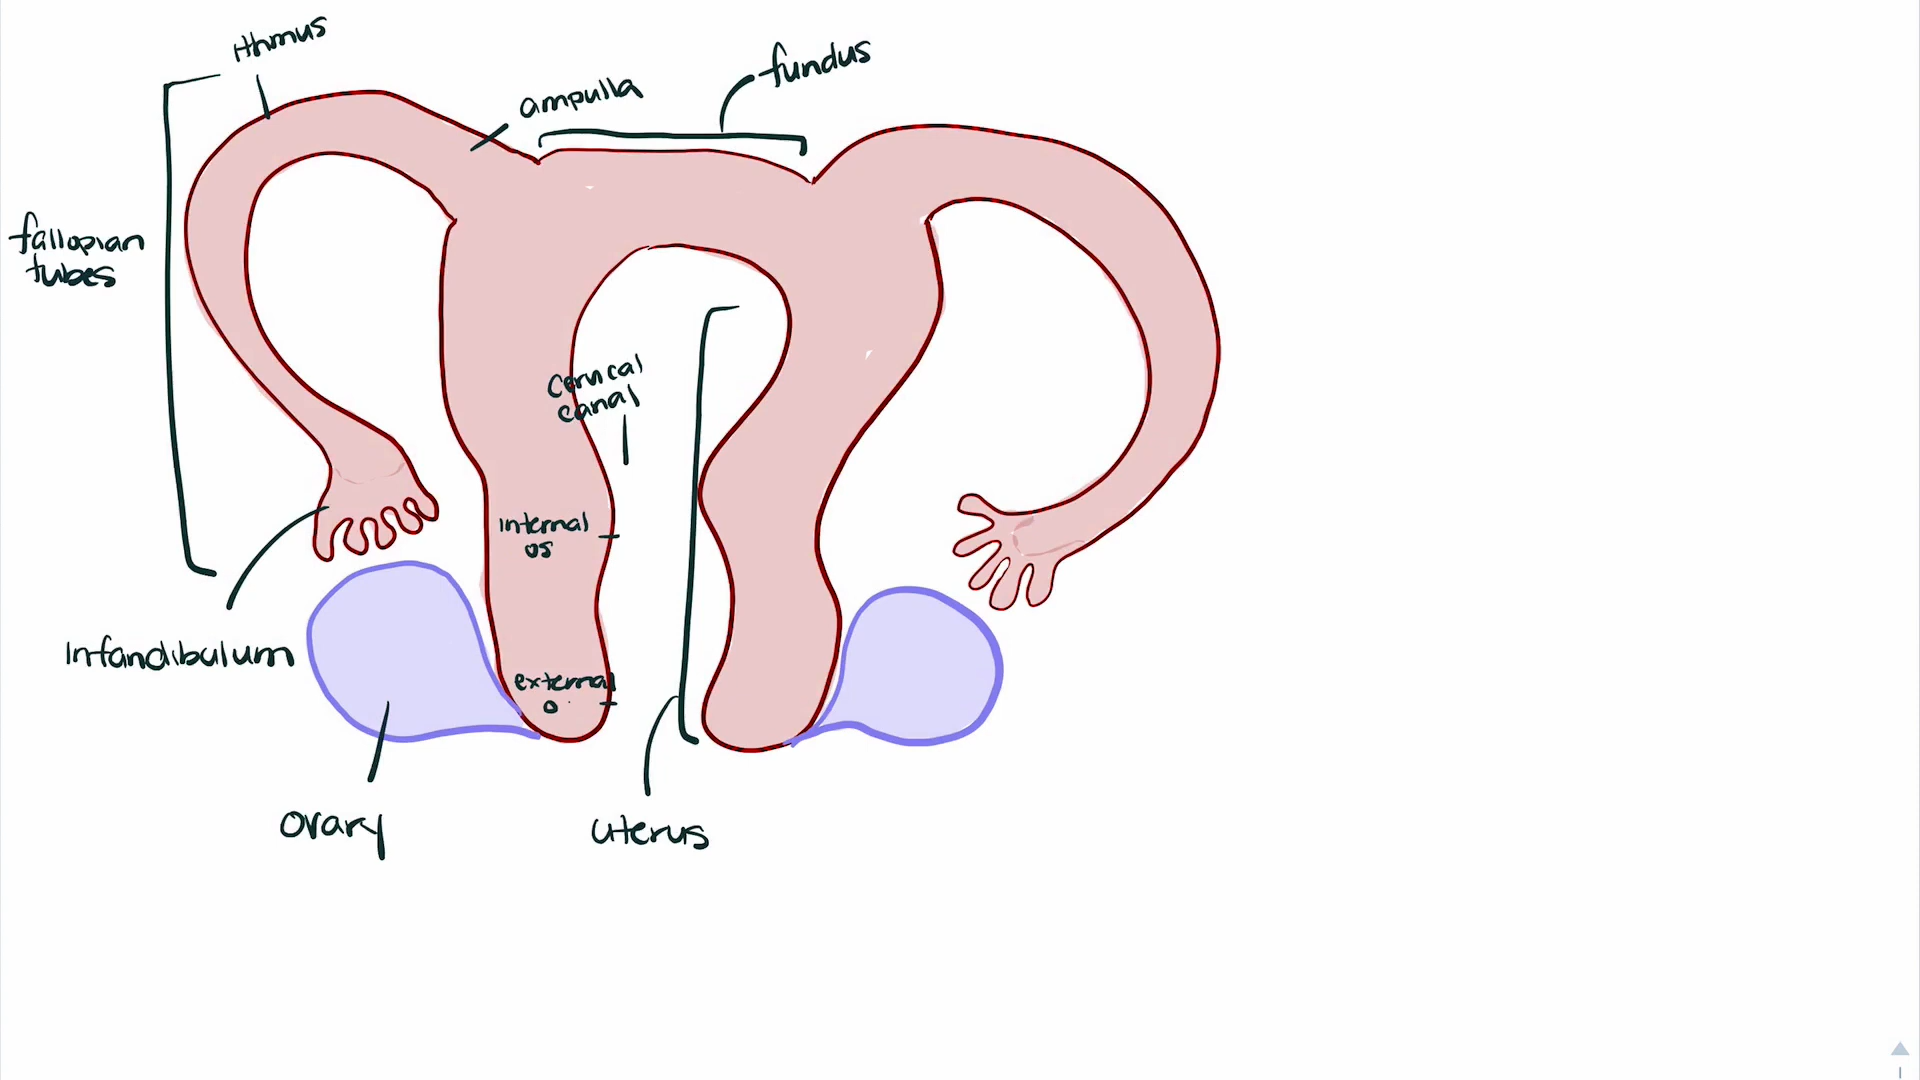 Ithmus
fundus
ampulla
fallopian
tubes
Cervical
canal
internal
os
infandibulum
external
o
ovary
uterus